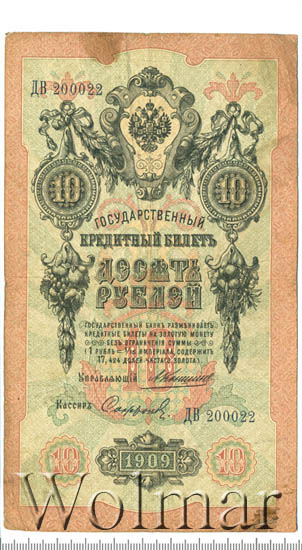 ДВ 200022
10 10
ГОСУДАРСТВЕННЫЙ
КРЕДИТНЫЙ БИЛЕТЪ
ДЕСЯТЬ
РУБЛЕЙ
ГОСУДАРСТВЕННЫЙ БАНКЪ РАЗМѢНИВАЕТЪ
КРЕДИТНЫЕ БИЛЕТЫ НА ЗОЛОТУЮ МОНЕТУ
БЕЗЪ ОГРАНИЧЕНІЯ СУММЫ
(1 РУБЛЬ = 1/15 ИМПЕРІАЛА, СОДЕРЖИТЪ
17,424 ДОЛЕЙ ЧИСТАГО ЗОЛОТА).
УПРАВЛЯЮЩІЙ
Кассиръ
ДВ 200022
10 1909 10
Wolmar